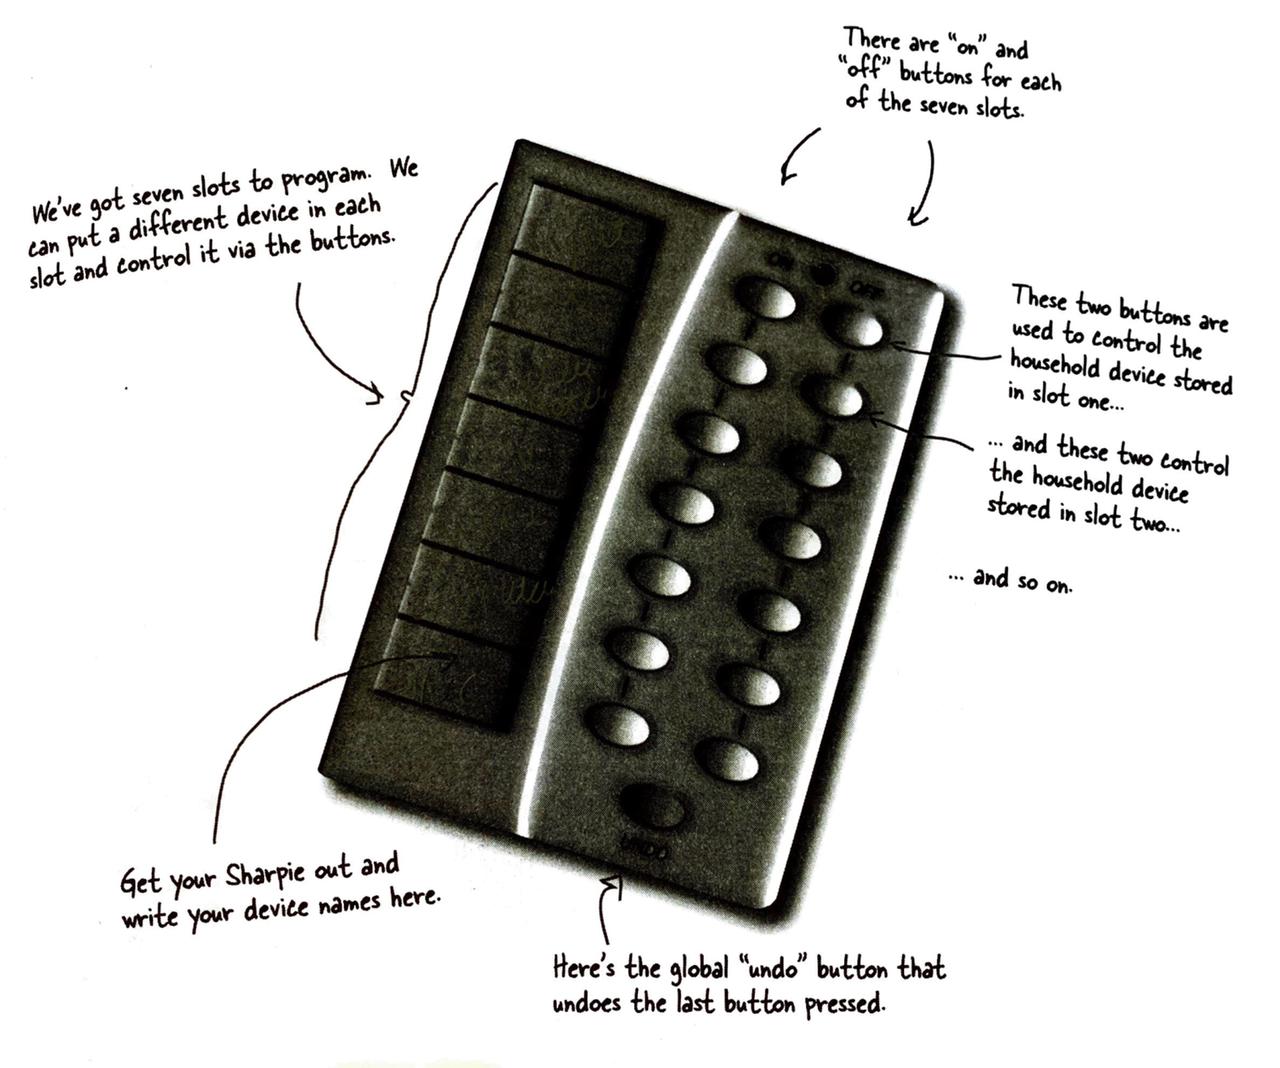 There are “on” and
“off” buttons for each
of the seven slots.
We’ve got seven slots to program. We
can put a different device in each
slot and control it via the buttons.
ON
OFF
These two buttons are
used to control the
household device stored
in slot one...
... and these two control
the household device
stored in slot two...
... and so on.
Get your Sharpie out and
write your device names here.
UNDO
Here’s the global “undo” button that
undoes the last button pressed.